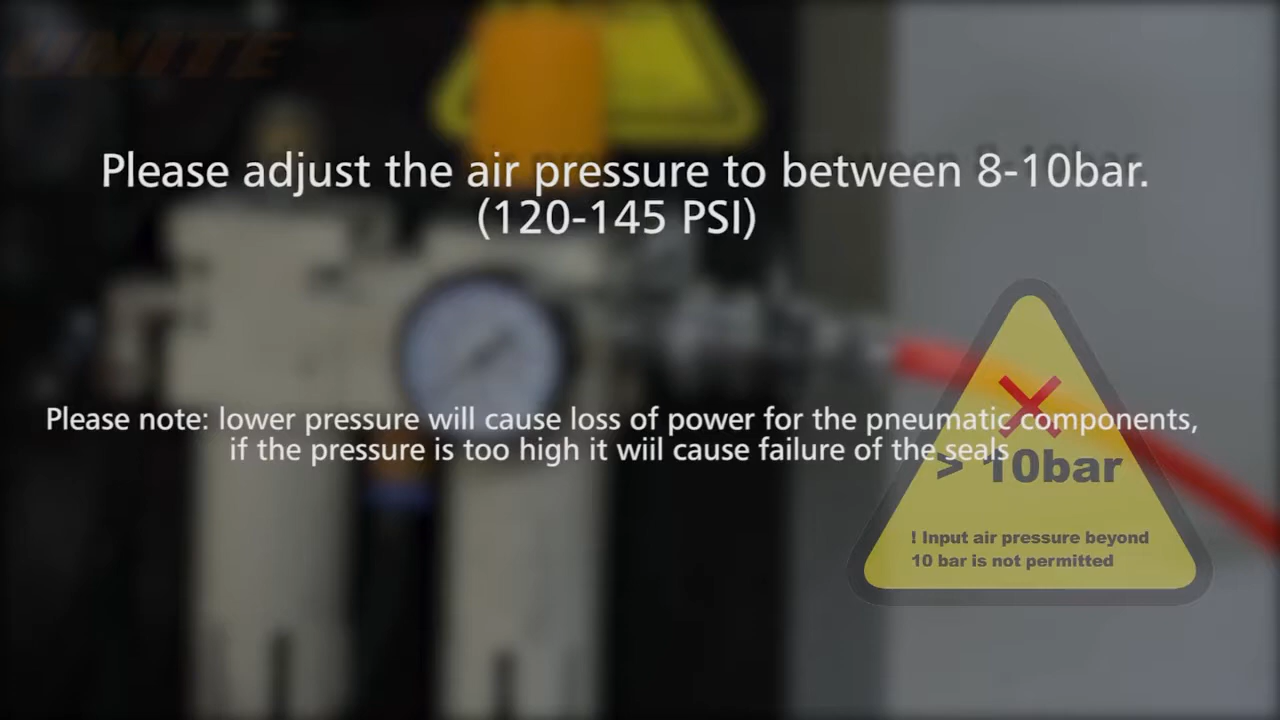 UNITE
Please adjust the air pressure to between 8-10bar.
(120-145 PSI)
Please note: lower pressure will cause loss of power for the pneumatic components,
if the pressure is too high it wiil cause failure of the seals
> 10bar
! Input air pressure beyond
10 bar is not permitted